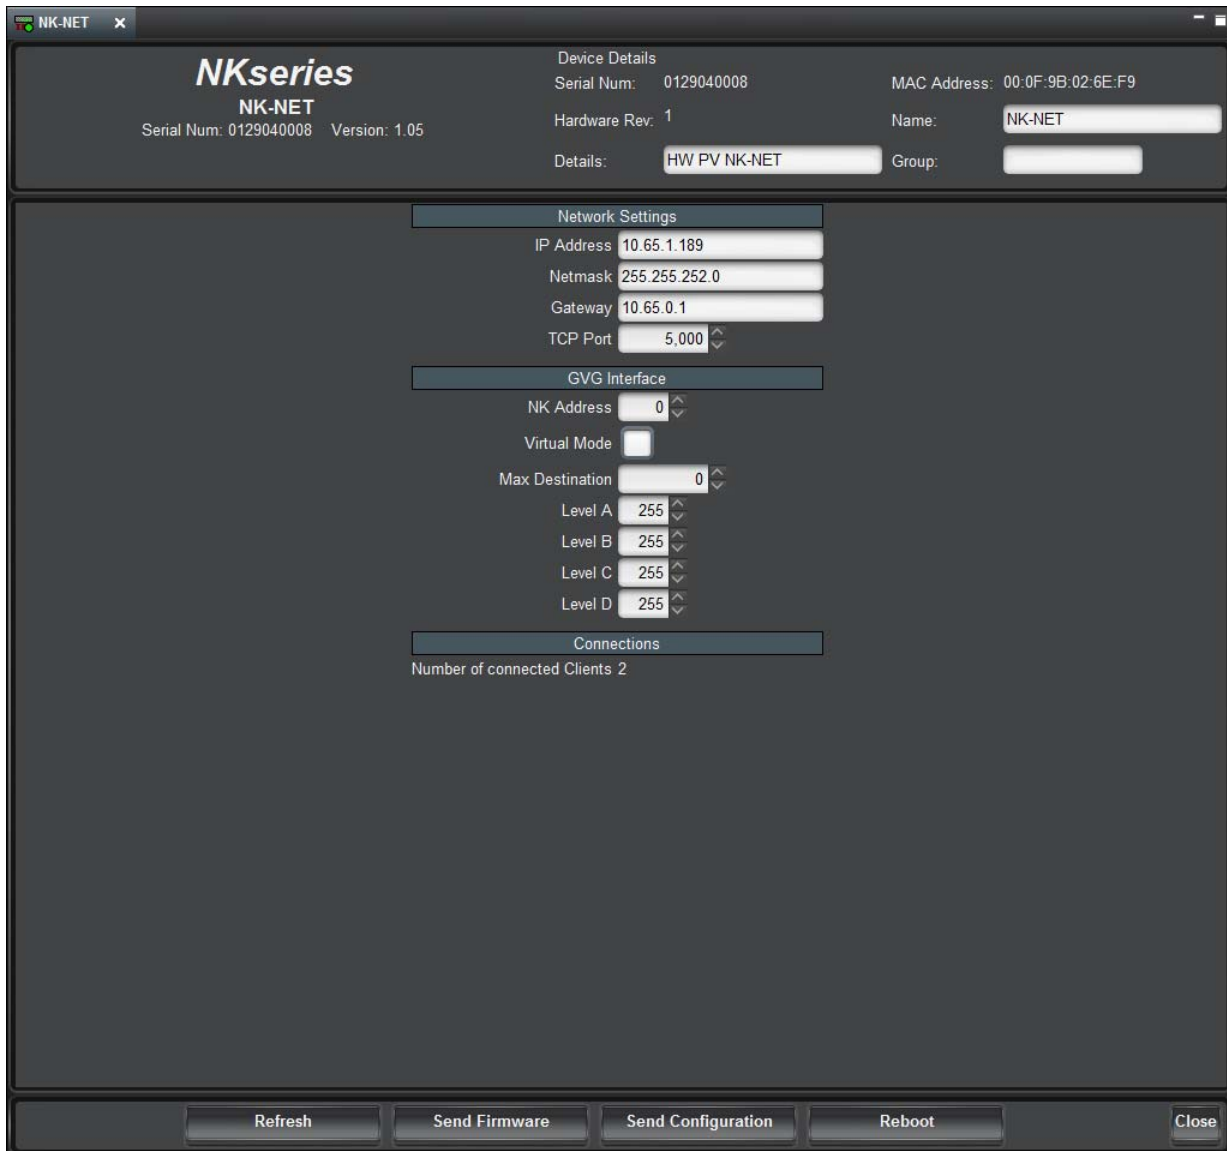 NK-NET
NKseries
NK-NET
Serial Num: 0129040008 Version: 1.05
Device Details
Serial Num: 0129040008 MAC Address: 00:0F:9B:02:6E:F9
Hardware Rev: 1 Name: NK-NET
Details: HW PV NK-NET Group:
Network Settings
IP Address 10.65.1.189
Netmask 255.255.252.0
Gateway 10.65.0.1
TCP Port 5,000
GVG Interface
NK Address 0
Virtual Mode
Max Destination 0
Level A 255
Level B 255
Level C 255
Level D 255
Connections
Number of connected Clients 2
Refresh Send Firmware Send Configuration Reboot Close